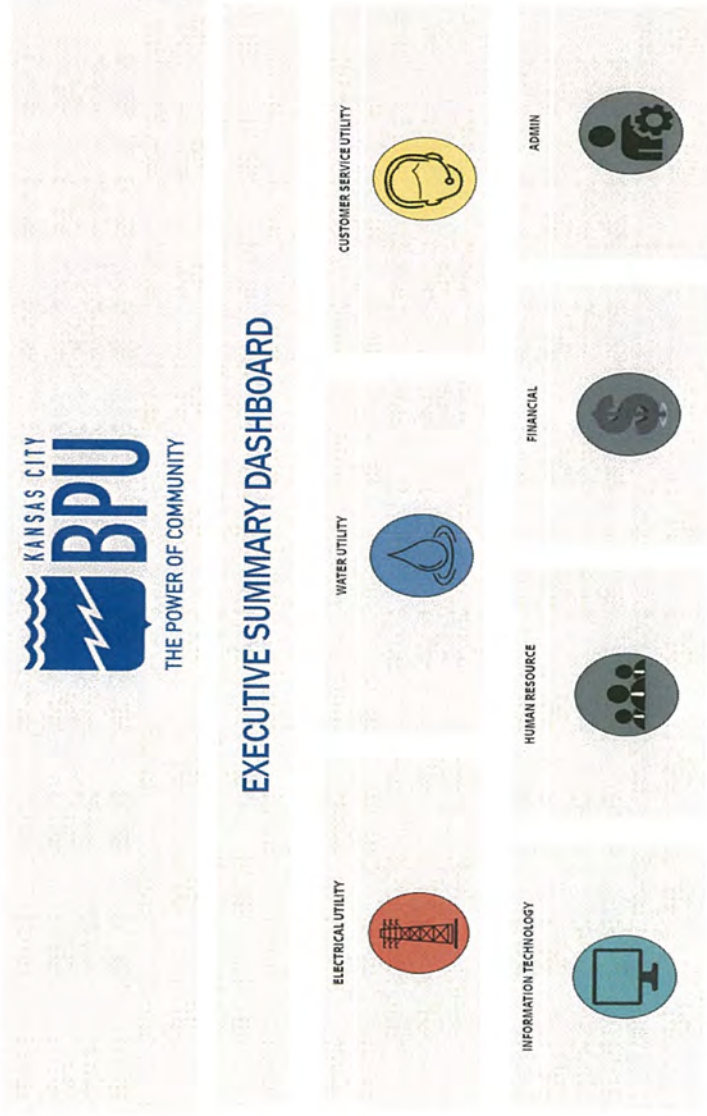 KANSAS CITY
BPU
THE POWER OF COMMUNITY
EXECUTIVE SUMMARY DASHBOARD
ELECTRICAL UTILITY
WATER UTILITY
CUSTOMER SERVICE UTILITY
INFORMATION TECHNOLOGY
HUMAN RESOURCE
FINANCIAL
ADMIN